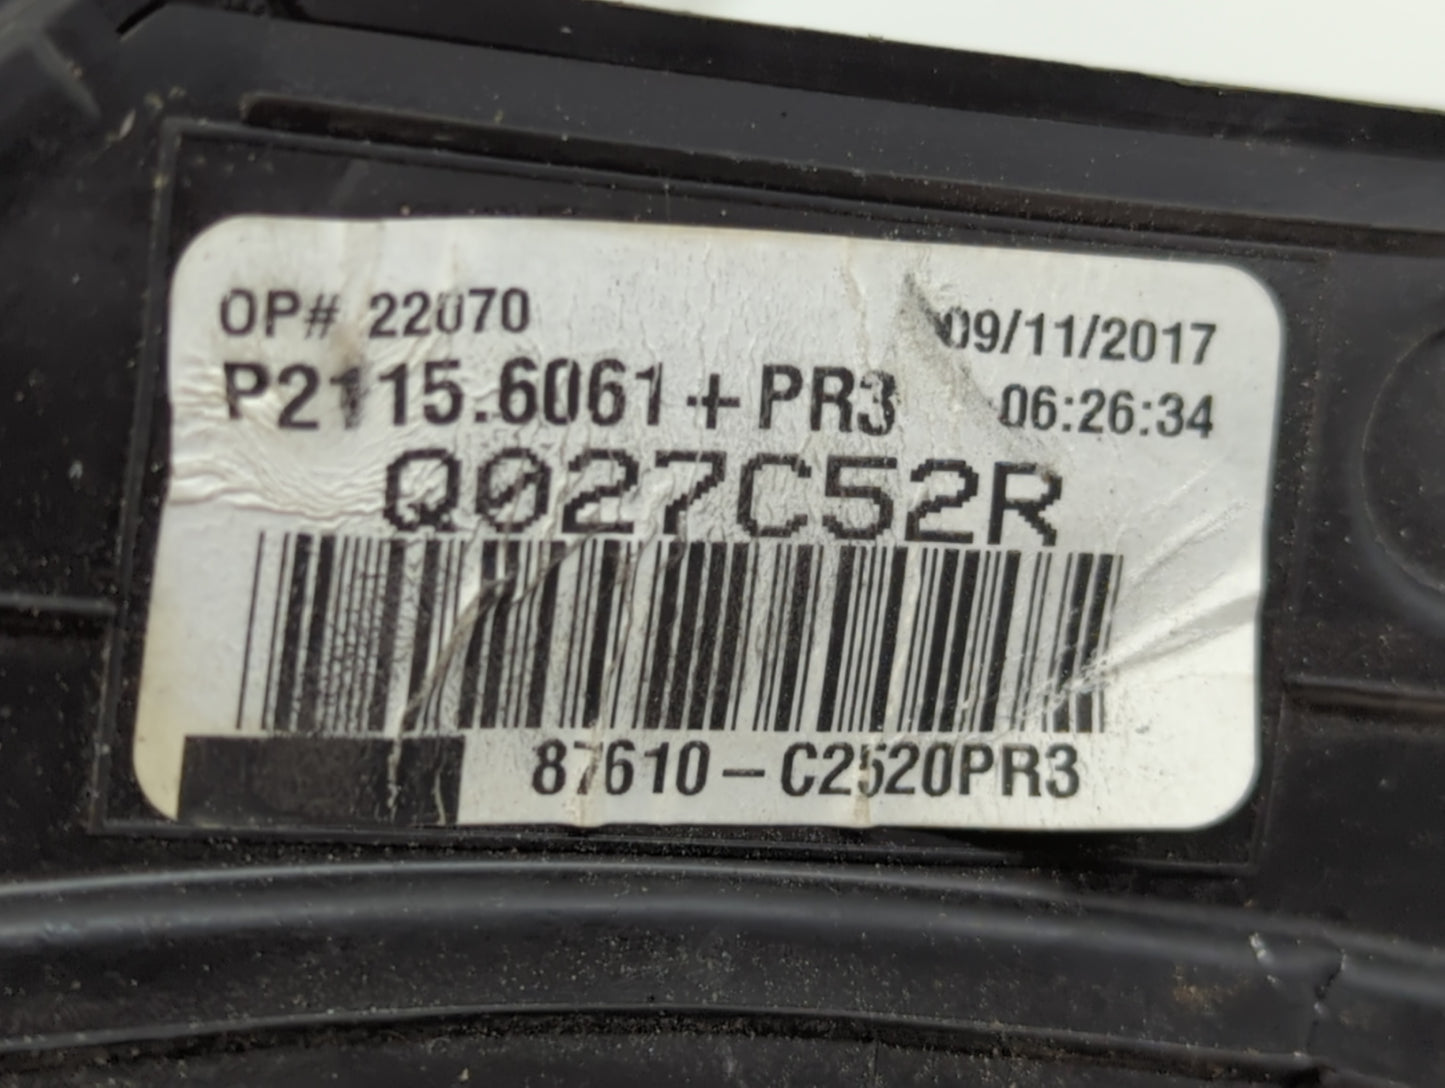 OP# 22070
09/11/2017
P2115.6061+PR3
06:26:34
Q027C52R
87610-C2520PR3